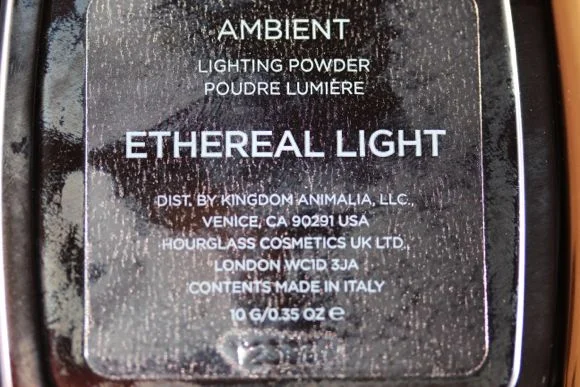 AMBIENT
LIGHTING POWDER
POUDRE LUMIÈRE
ETHEREAL LIGHT
DIST. BY KINGDOM ANIMALIA, LLC.,
VENICE, CA 90291 USA
HOURGLASS COSMETICS UK LTD.,
LONDON WC1D 3JA
CONTENTS MADE IN ITALY
10 G/0.35 OZ ℮